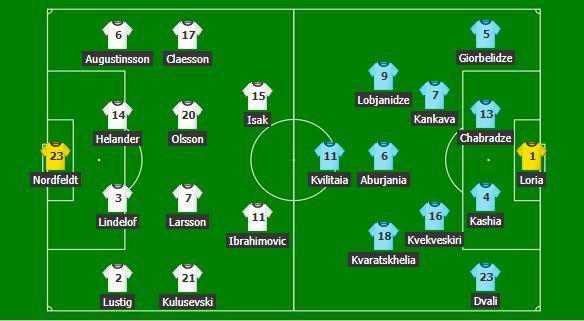 6
Augustinsson
17
Claesson
5
Giorbelidze
9
Lobjanidze
7
Kankava
15
Isak
14
Helander
20
Olsson
13
Chabradze
23
Nordfeldt
11
Kvilitaia
6
Aburjania
1
Loria
3
Lindelof
7
Larsson
4
Kashia
11
Ibrahimovic
16
Kvekveskiri
18
Kvaratskhelia
2
Lustig
21
Kulusevski
23
Dvali